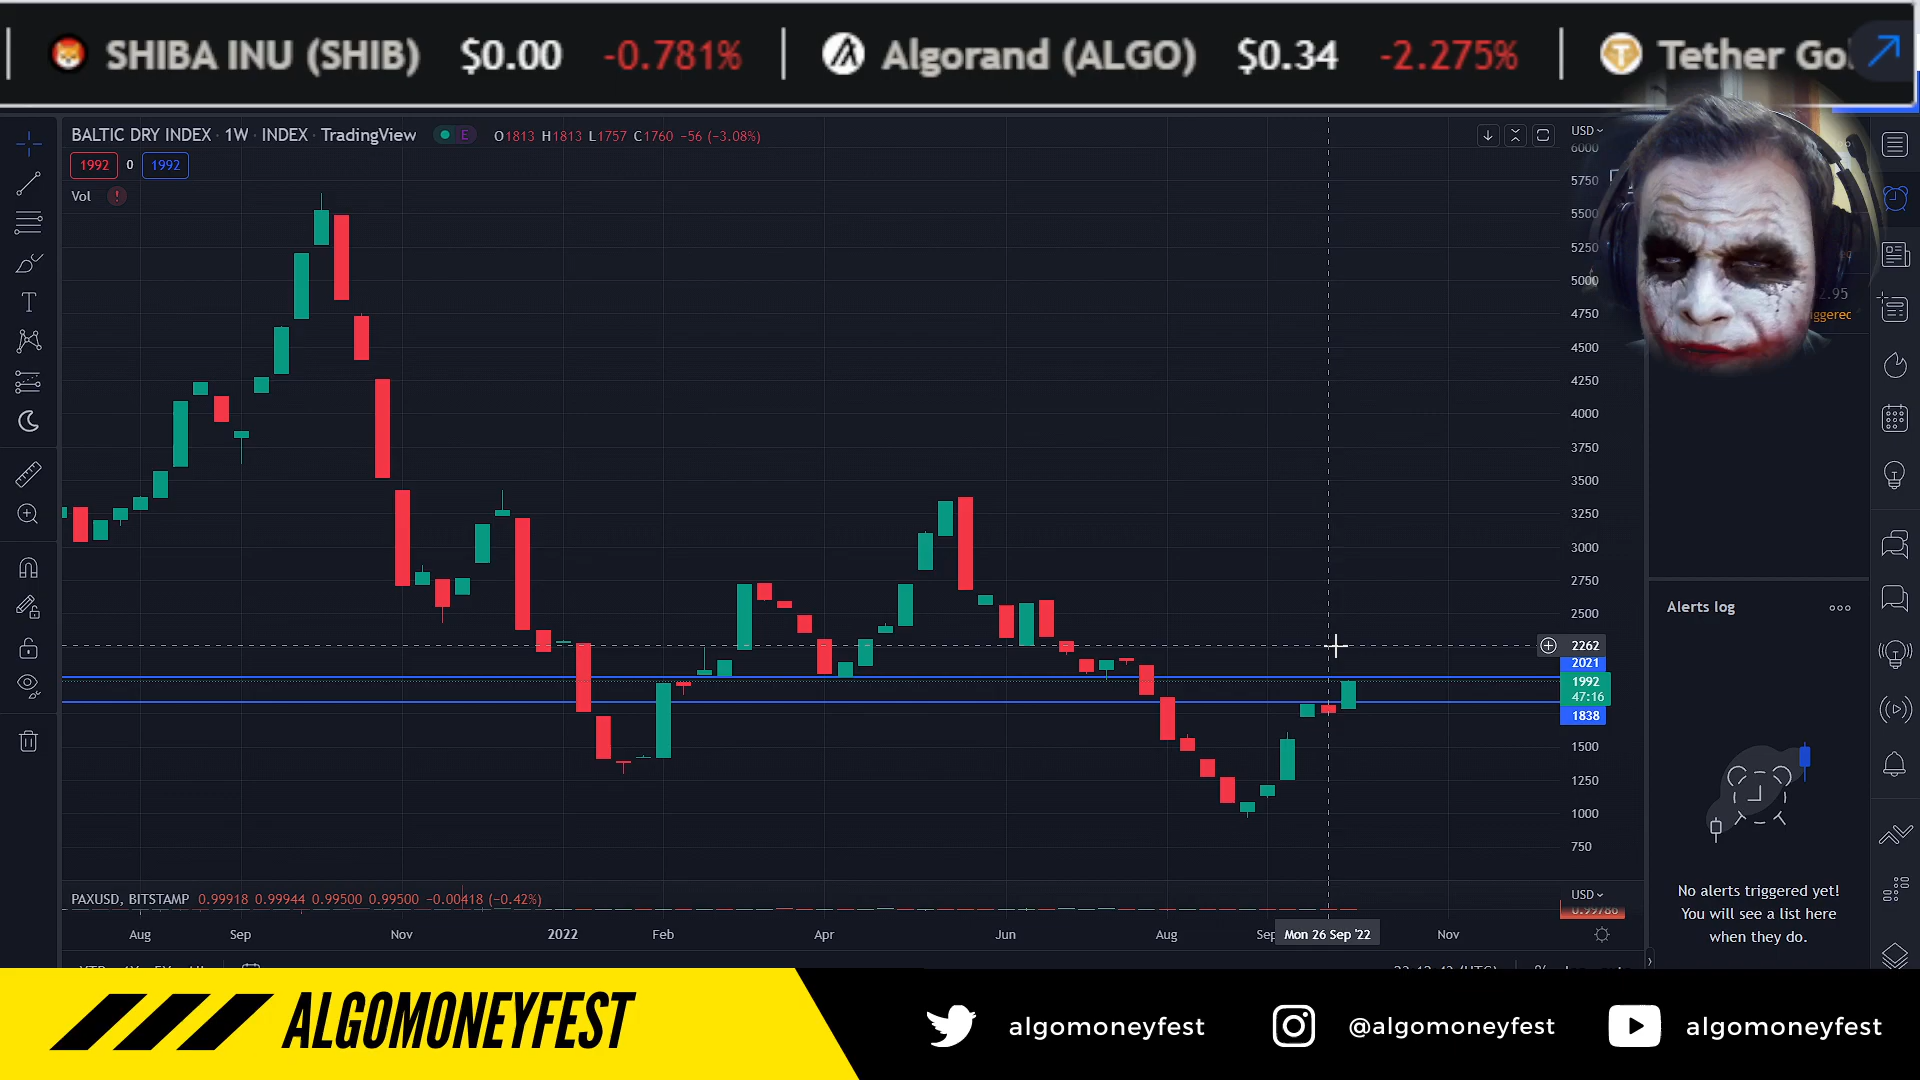 SHIBA INU (SHIB) $0.00 -0.781% Algorand (ALGO) $0.34 -2.275% Tether Go
BALTIC DRY INDEX · 1W · INDEX · TradingView E O1813 H1813 L1757 C1760 −56 (−3.08%)
1992 0 1992
Vol !
USD
6000
5750
5500
5250
5000
4750
4500
4250
4000
3750
3500
3250
3000
2750
2500
2262
2021
1992
47:16
1838
1500
1250
1000
750
2.95
ggered
Alerts log
No alerts triggered yet!
You will see a list here
when they do.
PAXUSD, BITSTAMP 0.99918 0.99944 0.99500 0.99500 −0.00418 (−0.42%)
USD
0.99786
Aug Sep Nov 2022 Feb Apr Jun Aug Sep Mon 26 Sep '22 Nov
ALGOMONEYFEST
algomoneyfest
@algomoneyfest
algomoneyfest